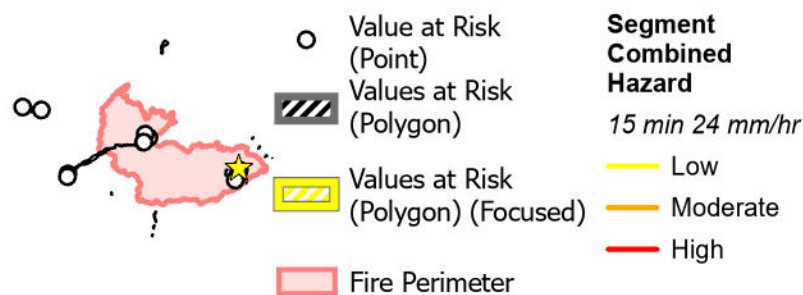 Value at Risk
(Point)
Values at Risk
(Polygon)
Values at Risk
(Polygon) (Focused)
Fire Perimeter
Segment
Combined
Hazard
15 min 24 mm/hr
Low
Moderate
High